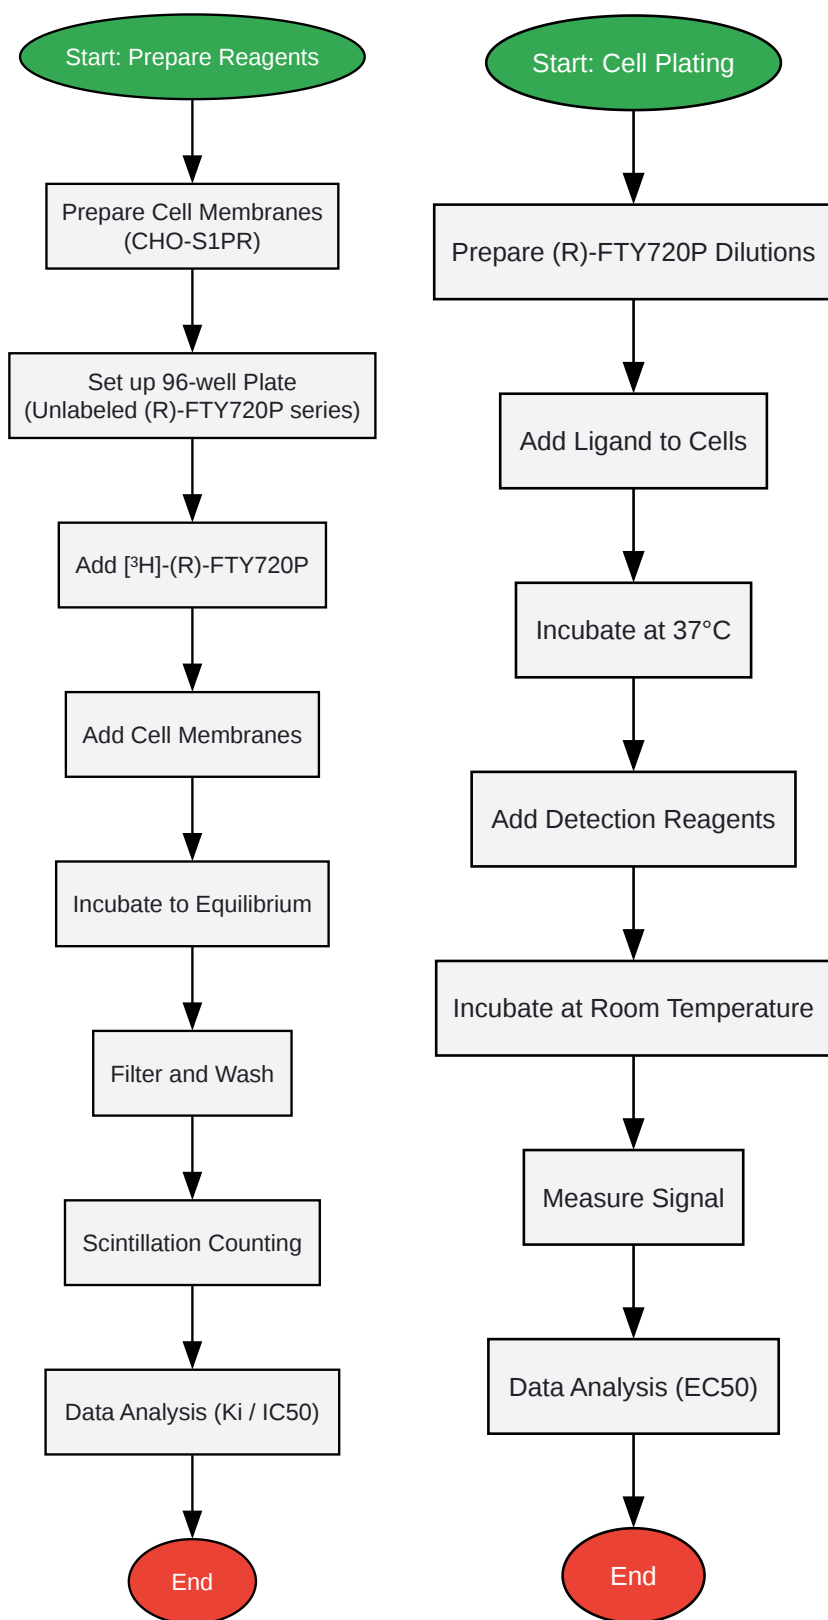 Start: Prepare Reagents
Prepare Cell Membranes
(CHO-S1PR)
Set up 96-well Plate
(Unlabeled (R)-FTY720P series)
Add [³H]-(R)-FTY720P
Add Cell Membranes
Incubate to Equilibrium
Filter and Wash
Scintillation Counting
Data Analysis (Ki / IC50)
End
Start: Cell Plating
Prepare (R)-FTY720P Dilutions
Add Ligand to Cells
Incubate at 37°C
Add Detection Reagents
Incubate at Room Temperature
Measure Signal
Data Analysis (EC50)
End